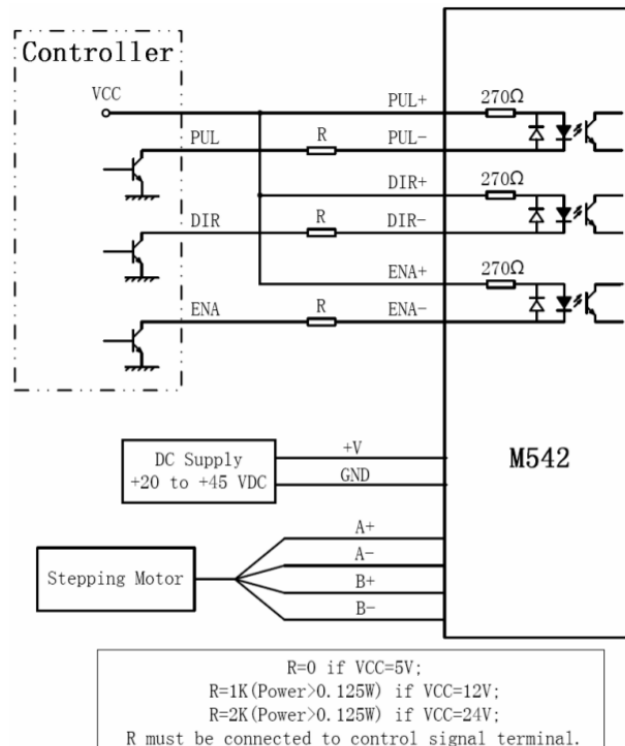 Controller
VCC
PUL+
270Ω
PUL
R
PUL-
DIR+
270Ω
DIR
R
DIR-
ENA+
270Ω
ENA
R
ENA-
DC Supply
+20 to +45 VDC
+V
GND
M542
Stepping Motor
A+
A-
B+
B-
R=0 if VCC=5V;
R=1K(Power>0.125W) if VCC=12V;
R=2K(Power>0.125W) if VCC=24V;
R must be connected to control signal terminal.